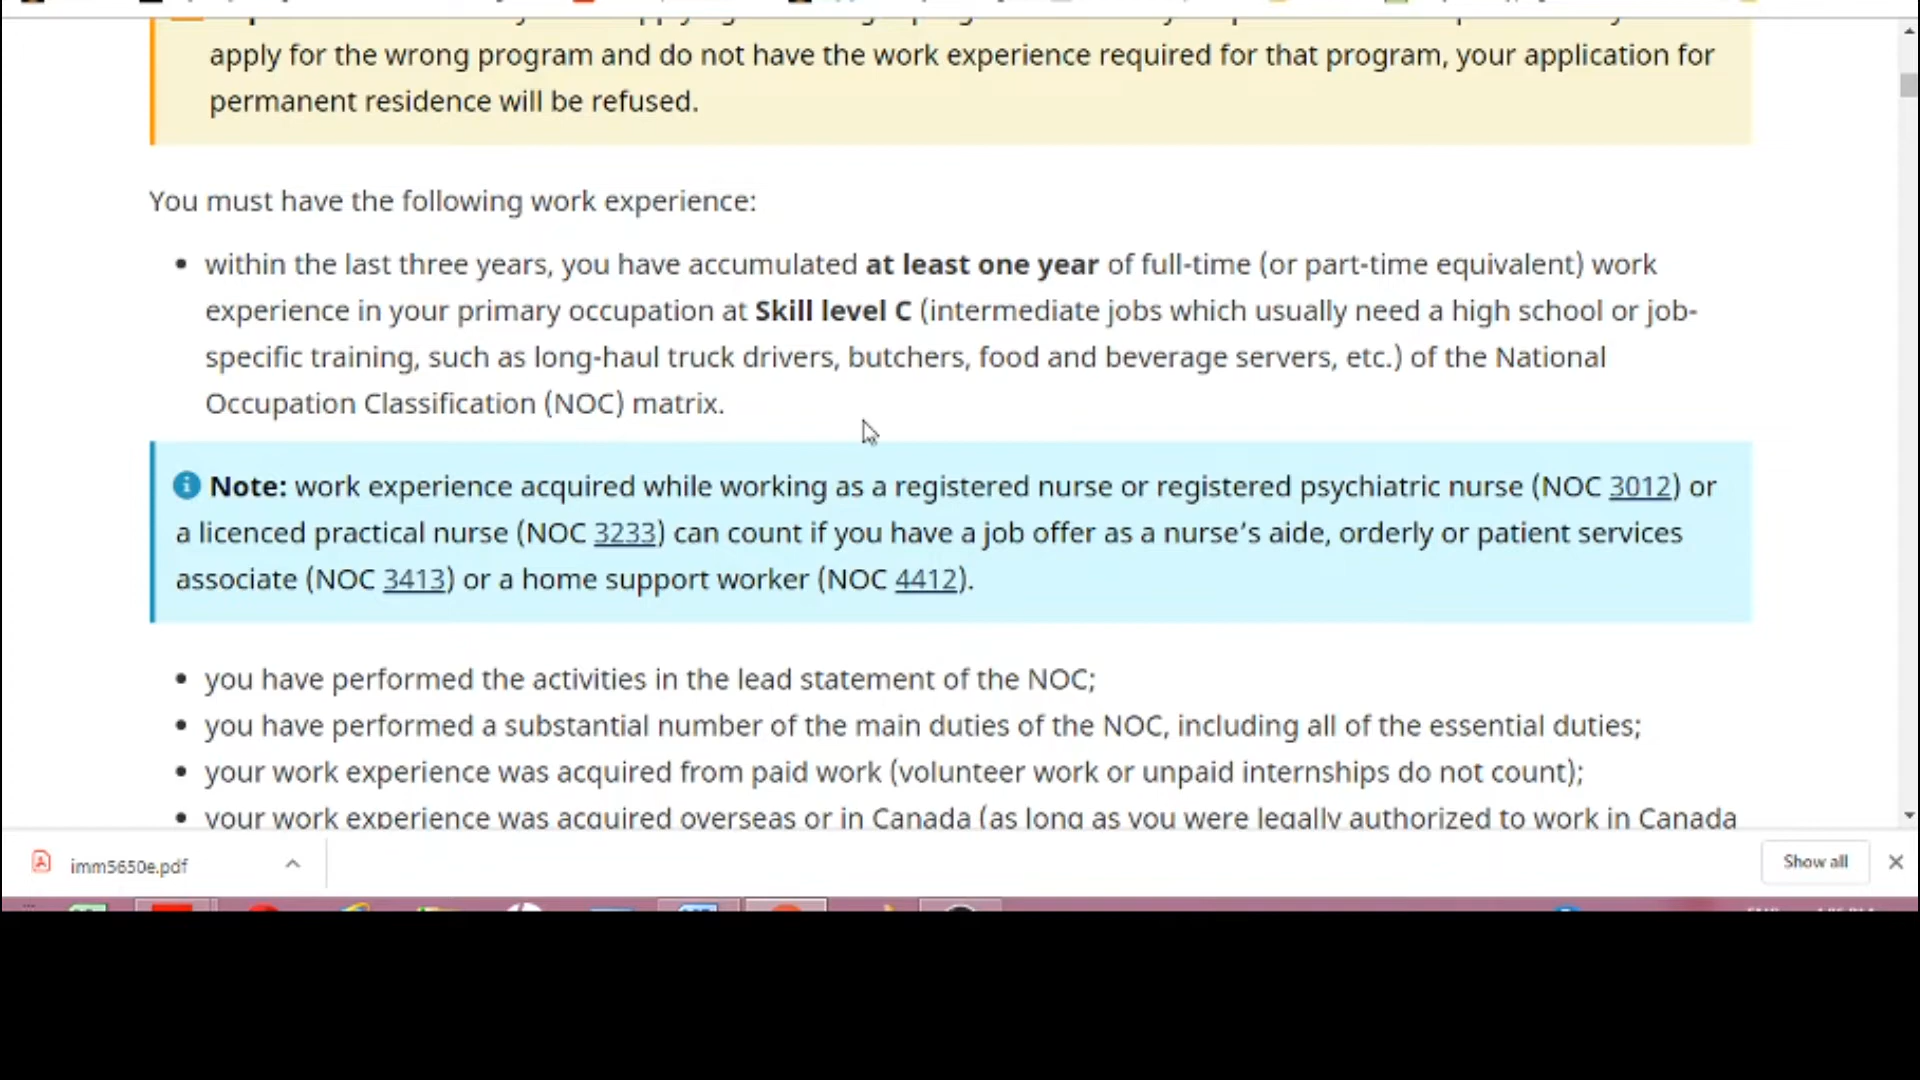 apply for the wrong program and do not have the work experience required for that program, your application for
permanent residence will be refused.
You must have the following work experience:
• within the last three years, you have accumulated at least one year of full-time (or part-time equivalent) work
experience in your primary occupation at Skill level C (intermediate jobs which usually need a high school or job-
specific training, such as long-haul truck drivers, butchers, food and beverage servers, etc.) of the National
Occupation Classification (NOC) matrix.
Note: work experience acquired while working as a registered nurse or registered psychiatric nurse (NOC 3012) or
a licenced practical nurse (NOC 3233) can count if you have a job offer as a nurse’s aide, orderly or patient services
associate (NOC 3413) or a home support worker (NOC 4412).
• you have performed the activities in the lead statement of the NOC;
• you have performed a substantial number of the main duties of the NOC, including all of the essential duties;
• your work experience was acquired from paid work (volunteer work or unpaid internships do not count);
• your work experience was acquired overseas or in Canada (as long as you were legally authorized to work in Canada
imm5650e.pdf
Show all